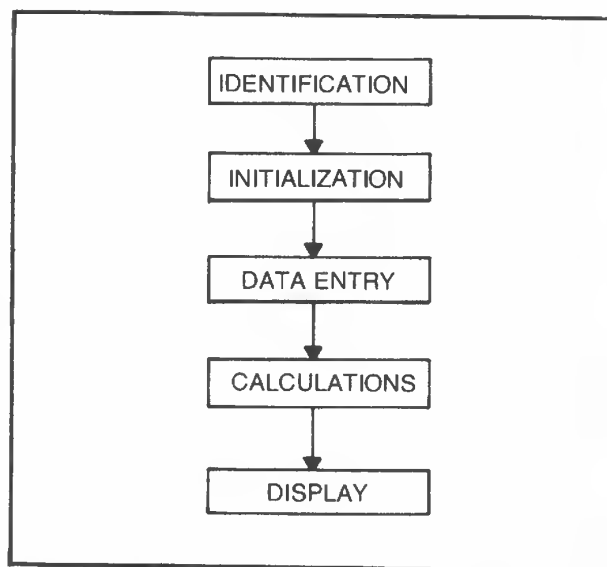 IDENTIFICATION
INITIALIZATION
DATA ENTRY
CALCULATIONS
DISPLAY